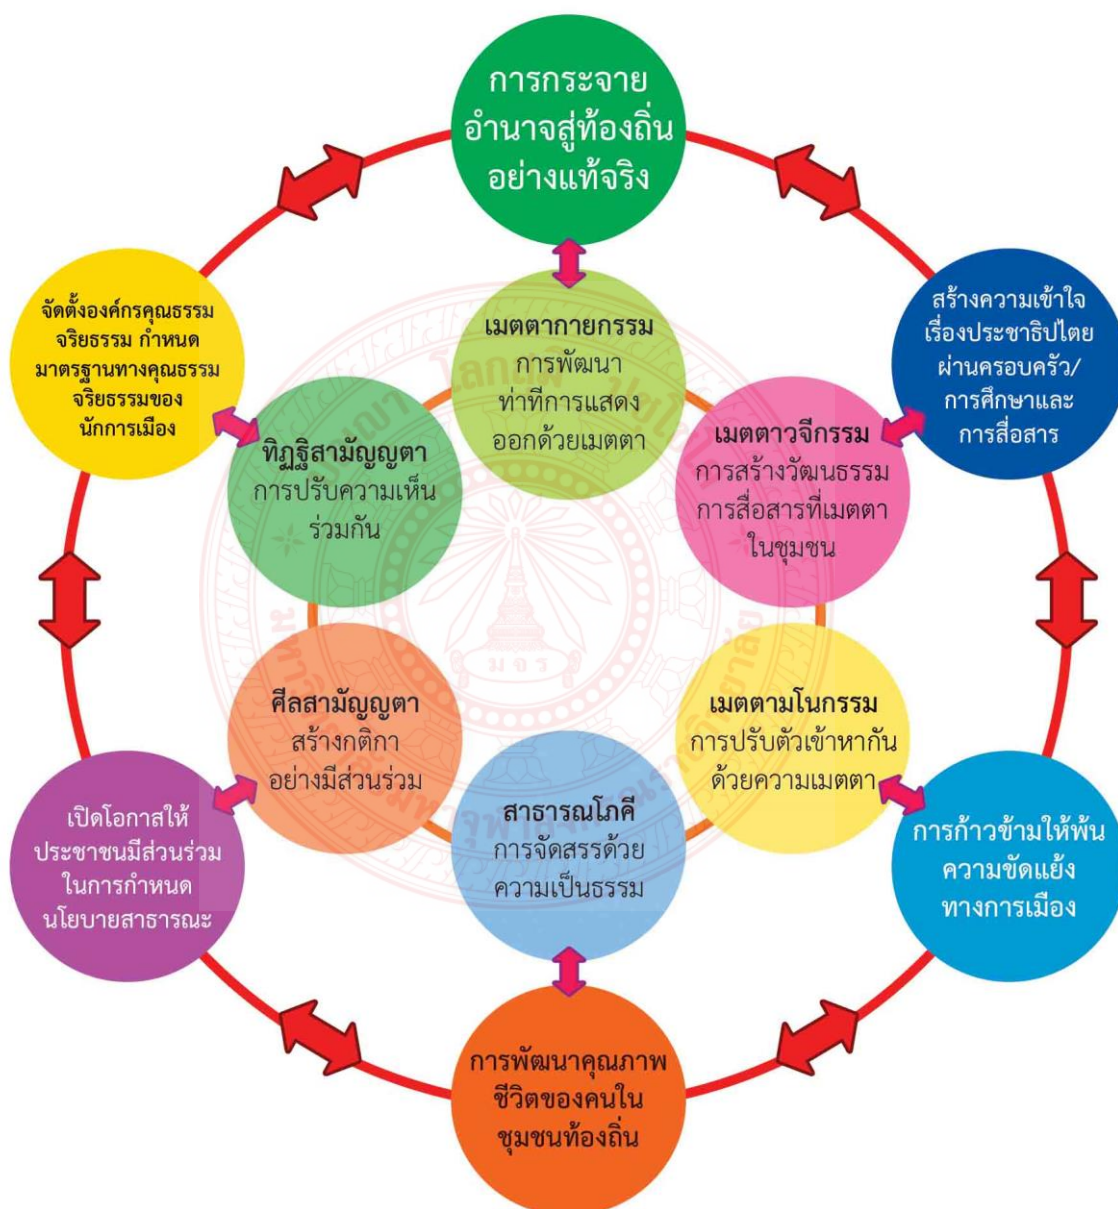 การกระจาย
อำนาจสู่ท้องถิ่น
อย่างแท้จริง
จัดตั้งองค์กรคุณธรรม
จริยธรรม กำหนด
มาตรฐานทางคุณธรรม
จริยธรรมของ
นักการเมือง
สร้างความเข้าใจ
เรื่องประชาธิปไตย
ผ่านครอบครัว/
การศึกษาและ
การสื่อสาร
เมตตากายกรรม
การพัฒนา
ท่าทีการแสดง
ออกด้วยเมตตา
ทิฏฐิสามัญญตา
การปรับความเห็น
ร่วมกัน
เมตตาวจีกรรม
การสร้างวัฒนธรรม
การสื่อสารที่เมตตา
ในชุมชน
ศีลสามัญญตา
สร้างกติกา
อย่างมีส่วนร่วม
เมตตามโนกรรม
การปรับตัวเข้าหากัน
ด้วยความเมตตา
สาธารณโภคี
การจัดสรรด้วย
ความเป็นธรรม
เปิดโอกาสให้
ประชาชนมีส่วนร่วม
ในการกำหนด
นโยบายสาธารณะ
การก้าวข้ามให้พ้น
ความขัดแย้ง
ทางการเมือง
การพัฒนาคุณภาพ
ชีวิตของคนใน
ชุมชนท้องถิ่น
ม จ ร